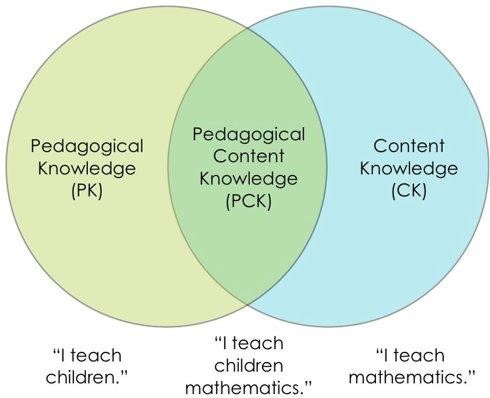 Pedagogical
Knowledge
(PK)
Pedagogical
Content
Knowledge
(PCK)
Content
Knowledge
(CK)
“I teach
children.”
“I teach
children
mathematics.”
“I teach
mathematics.”